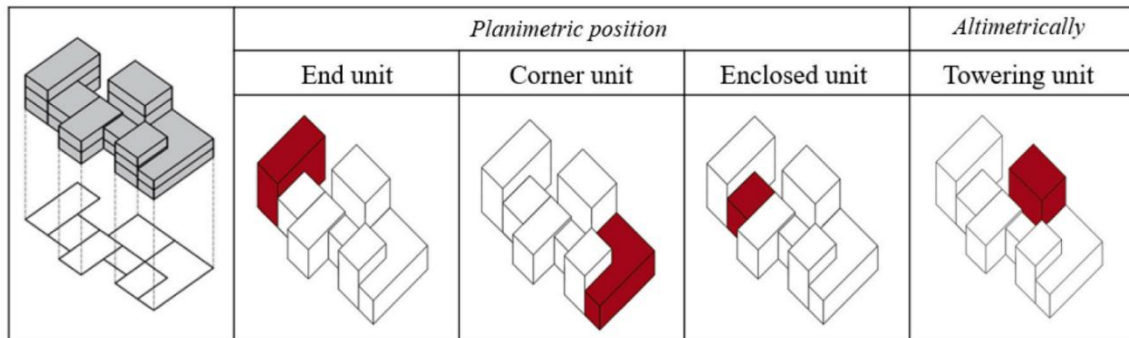 Planimetric position
Altimetrically
End unit
Corner unit
Enclosed unit
Towering unit